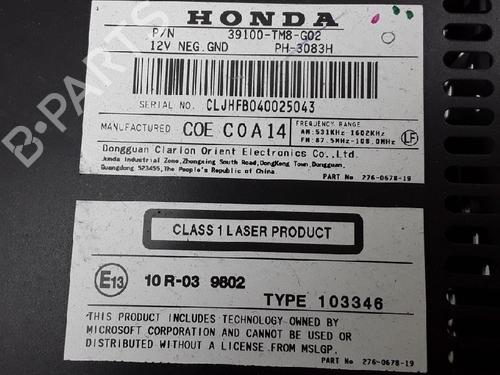 HONDA
P/N 39100-TM8-G02
12V NEG.GND PH-3083H
SERIAL NO. CLJHFB040025043
MANUFACTURED COE COA14
FREQUENCY RANGE
AM:531KHz 1602KHz
FM:87.5MHz-108.0MHz
LF
Dongguan Clarion Orient Electronics Co.,Ltd.
Junda Industrial Zone, Zhangxing South Road, DongKeng Town, Dongguan,
Guangdong 523455, The People's Republic of China.
PART No 276-0678-19
CLASS 1 LASER PRODUCT
E13 10 R-03 9802
TYPE 103346
THIS PRODUCT INCLUDES TECHNOLOGY OWNED BY
MICROSOFT CORPORATION AND CANNOT BE USED OR
DISTRIBUTED WITHOUT A LICENSE FROM MSLGP.
PART No 276-0678-19
B-PARTS